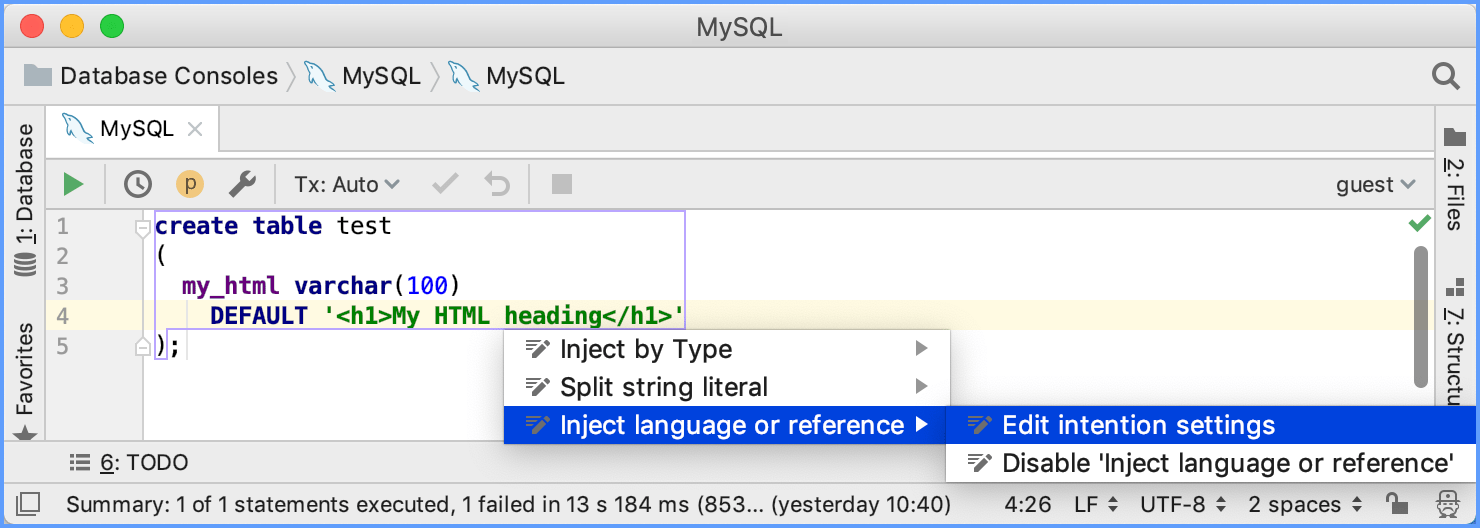 MySQL
Database Consoles MySQL MySQL
MySQL
1: Database
Favorites
Tx: Auto
guest
p
2: Files
7: Structu
1 create table test
2 (
3 my_html varchar(100)
4 DEFAULT '<h1>My HTML heading</h1>'
5 );
Inject by Type
Split string literal
Inject language or reference
Edit intention settings
Disable 'Inject language or reference'
6: TODO
Summary: 1 of 1 statements executed, 1 failed in 13 s 184 ms (853... (yesterday 10:40) 4:26 LF UTF-8 2 spaces